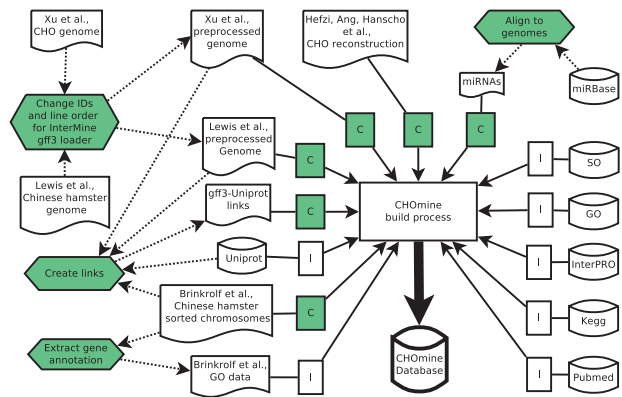 Xu et al.,
CHO genome
Xu et al.,
preprocessed
genome
Hefzi, Ang, Hanscho
et al.,
CHO reconstruction
Align to
genomes
miRNAs
miRBase
Change IDs
and line order
for InterMine
gff3 loader
C
C
C
Lewis et al.,
preprocessed
Genome
C
I
SO
Lewis et al.,
Chinese hamster
genome
gff3-Uniprot
links
C
CHOmine
build process
I
GO
Create links
Uniprot
I
I
InterPRO
Brinkrolf et al.,
Chinese hamster
sorted chromosomes
C
I
Kegg
Extract gene
annotation
Brinkrolf et al.,
GO data
I
CHOmine
Database
I
Pubmed